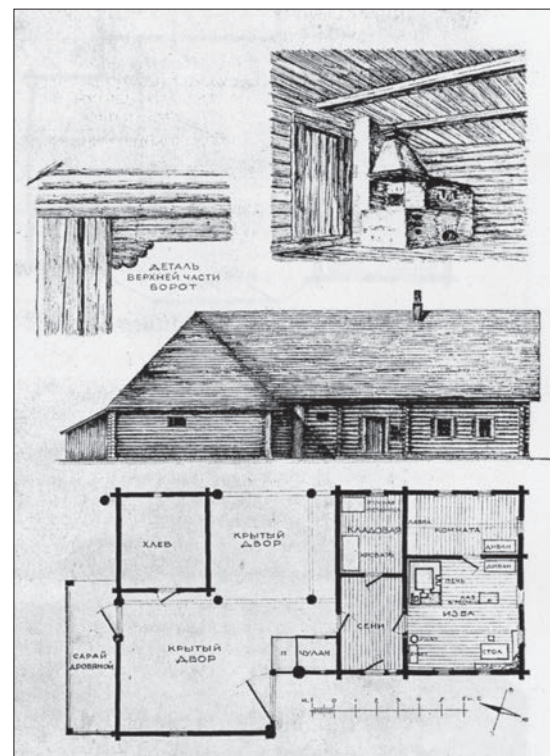 ДЕТАЛЬ
ВЕРХНЕЙ ЧАСТИ
ВОРОТ
ХЛЕВ
КРЫТЫЙ
ДВОР
КЛАДОВАЯ
КРОВАТЬ
ЛАВКА
КОМНАТА
ДИВАН
ДИВАН
ПЕЧЬ
ЛАЗ
ИЗБА
СТОЛ
СЕНИ
САРАЙ
ДРОВЯНОЙ
КРЫТЫЙ
ДВОР
ЧУЛАН